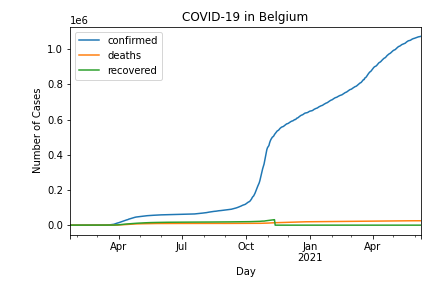 COVID-19 in Belgium
1e6
confirmed
deaths
recovered
Number of Cases
1.0
0.8
0.6
0.4
0.2
0.0
Apr
Jul
Oct
Jan
2021
Apr
Day